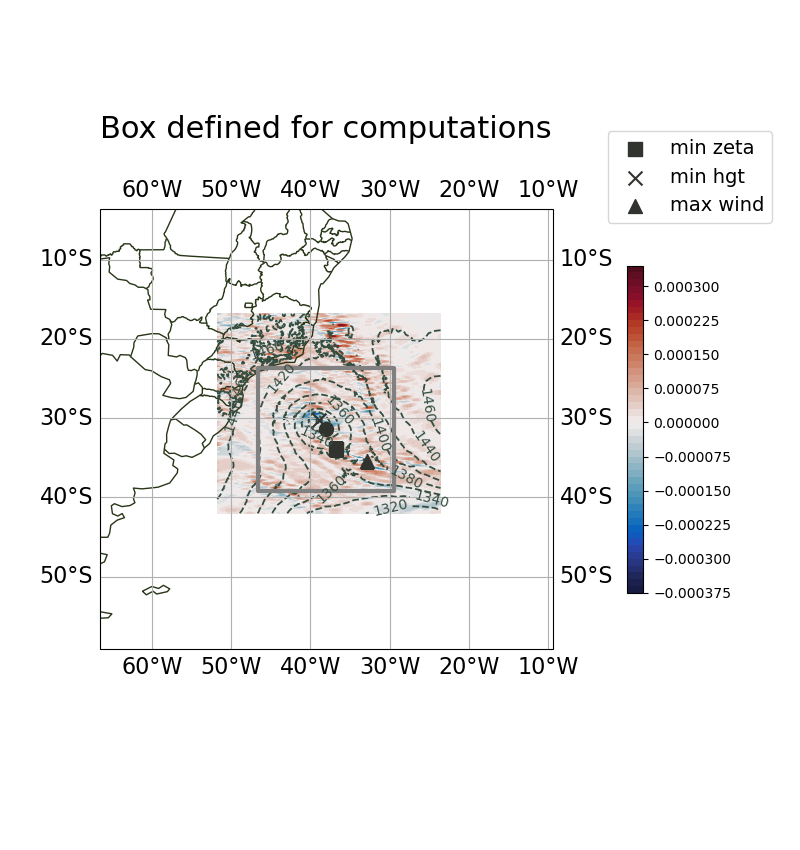 Box defined for computations
min zeta
min hgt
max wind
60°W 50°W 40°W 30°W 20°W 10°W
10°S 10°S
20°S 20°S
30°S 30°S
40°S 40°S
50°S 50°S
60°W 50°W 40°W 30°W 20°W 10°W
1420
1360
1340
1400
1460
1440
1380
1360
1340
1320
0.000300
0.000225
0.000150
0.000075
0.000000
−0.000075
−0.000150
−0.000225
−0.000300
−0.000375